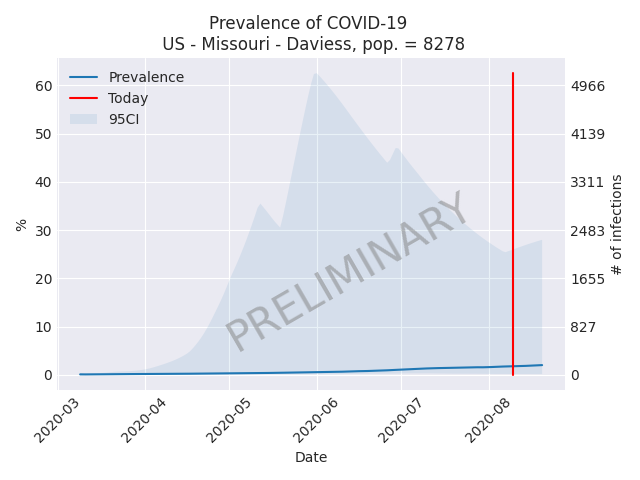 Prevalence of COVID-19
US - Missouri - Daviess, pop. = 8278
Prevalence
Today
95CI
PRELIMINARY
%
60
50
40
30
20
10
0
4966
4139
3311
2483
1655
827
0
# of infections
2020-03
2020-04
2020-05
2020-06
2020-07
2020-08
Date